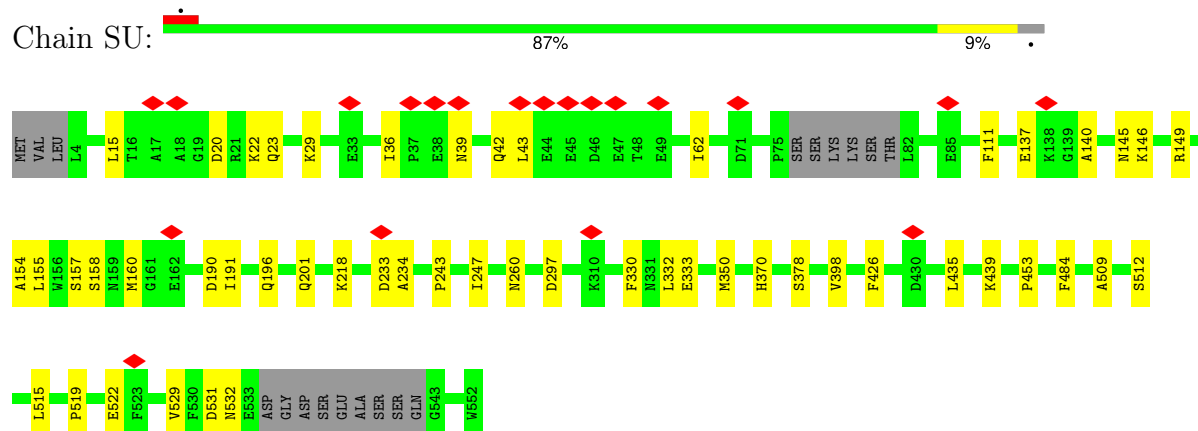 Chain SU:
87% 9%
MET VAL LEU L4 L15 T16 A17 A18 G19 D20 R21 K22 Q23 K29 E33 I36 P37 E38 N39 Q42 L43 E44 E45 D46 E47 T48 E49 I62 D71 P75 SER SER LYS LYS SER THR L82 E85 F111 E137 K138 G139 A140 N145 K146 R149
A154 L155 W156 S157 S158 N159 M160 G161 E162 D190 I191 Q196 Q201 K218 D233 A234 P243 I247 N260 D297 K310 F330 N331 L332 E333 M350 H370 S378 V398 F426 D430 L435 K439 P453 F484 A509 S512
L515 P519 E522 F523 V529 F530 D531 N532 E533 ASP GLY ASP SER GLU ALA SER SER GLN G543 W552